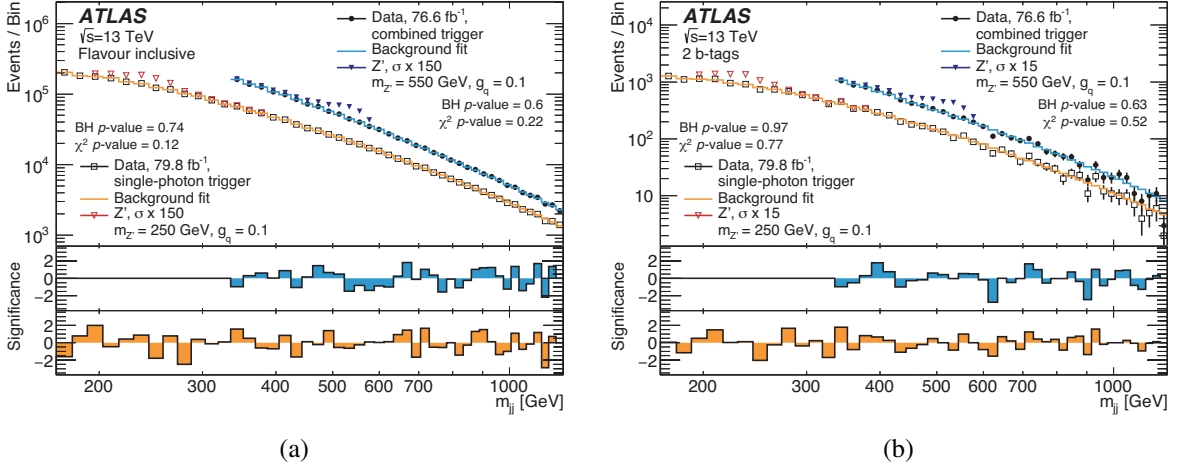 ATLAS
√s=13 TeV
Flavour inclusive
Data, 76.6 fb⁻¹,
combined trigger
Background fit
Z', σ x 150
m_Z' = 550 GeV, g_q = 0.1
BH p-value = 0.6
χ² p-value = 0.22
BH p-value = 0.74
χ² p-value = 0.12
Data, 79.8 fb⁻¹,
single-photon trigger
Background fit
Z', σ x 150
m_Z' = 250 GeV, g_q = 0.1
Events / Bin
10⁶
10⁵
10⁴
10³
Significance
2
0
−2
2
0
−2
200 300 400 500 600 700 1000
m_jj [GeV]
(a)
ATLAS
√s=13 TeV
2 b-tags
Data, 76.6 fb⁻¹,
combined trigger
Background fit
Z', σ x 15
m_Z' = 550 GeV, g_q = 0.1
BH p-value = 0.63
χ² p-value = 0.52
BH p-value = 0.97
χ² p-value = 0.77
Data, 79.8 fb⁻¹,
single-photon trigger
Background fit
Z', σ x 15
m_Z' = 250 GeV, g_q = 0.1
Events / Bin
10⁴
10³
10²
10
Significance
2
0
−2
2
0
−2
200 300 400 500 600 700 1000
m_jj [GeV]
(b)